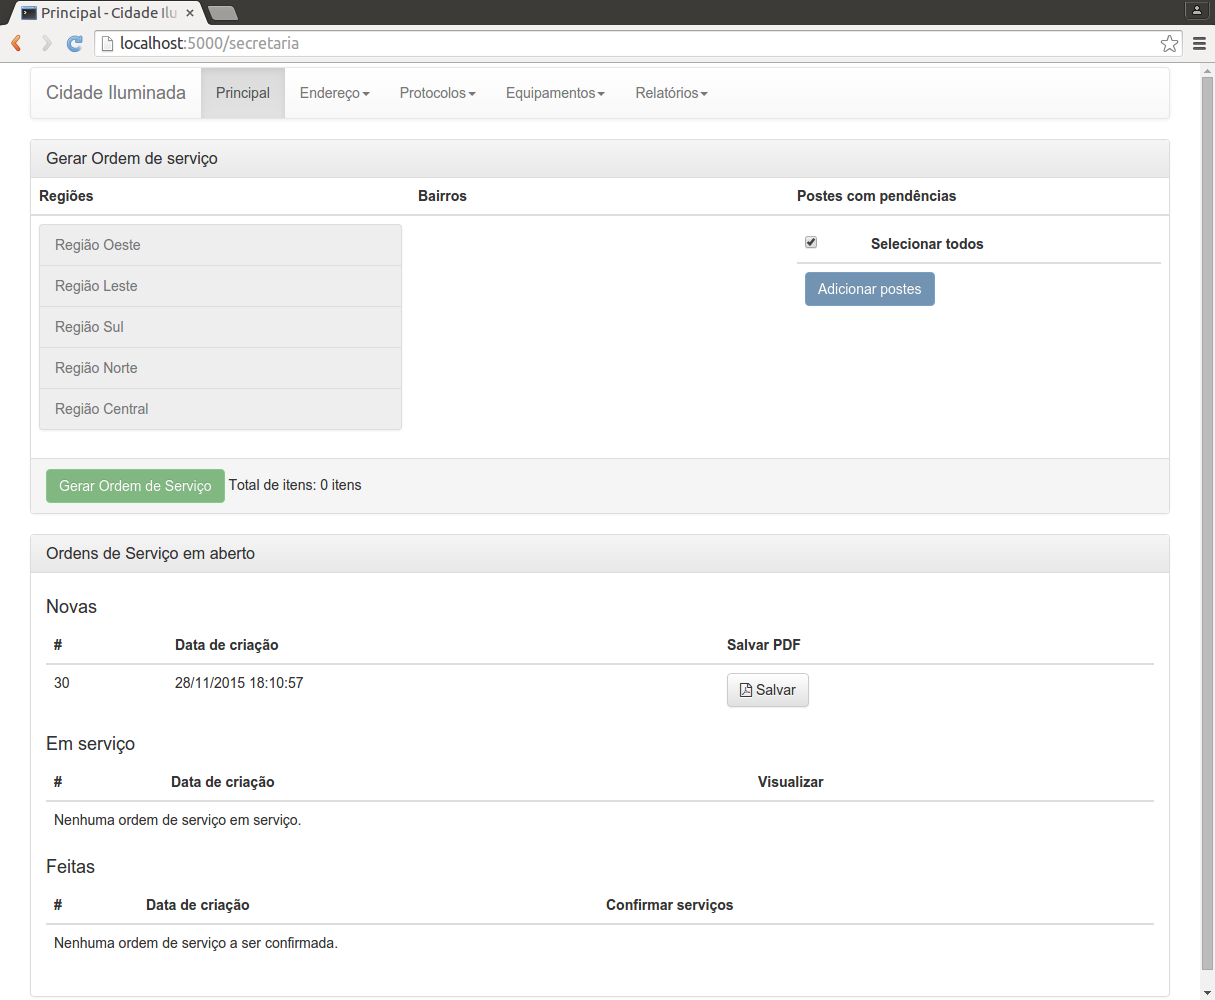 Principal - Cidade Ilu
localhost:5000/secretaria
Cidade Iluminada Principal Endereço Protocolos Equipamentos Relatórios
Gerar Ordem de serviço
Regiões Bairros Postes com pendências
Região Oeste
Selecionar todos
Região Leste
Adicionar postes
Região Sul
Região Norte
Região Central
Gerar Ordem de Serviço Total de itens: 0 itens
Ordens de Serviço em aberto
Novas
# Data de criação Salvar PDF
30 28/11/2015 18:10:57 Salvar
Em serviço
# Data de criação Visualizar
Nenhuma ordem de serviço em serviço.
Feitas
# Data de criação Confirmar serviços
Nenhuma ordem de serviço a ser confirmada.